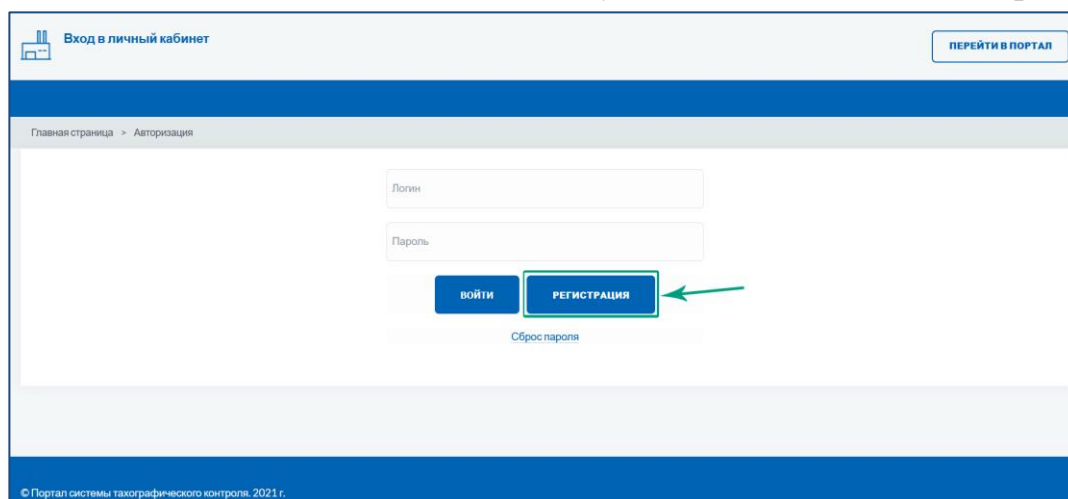 Вход в личный кабинет
ПЕРЕЙТИ В ПОРТАЛ
Главная страница > Авторизация
Логин
Пароль
ВОЙТИ
РЕГИСТРАЦИЯ
Сброс пароля
© Портал системы тахографического контроля. 2021 г.